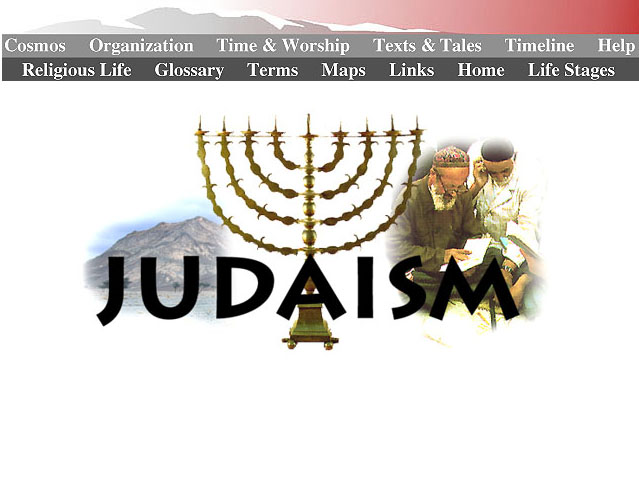 Cosmos Organization Time & Worship Texts & Tales Timeline Help
Religious Life Glossary Terms Maps Links Home Life Stages
JUDAISM